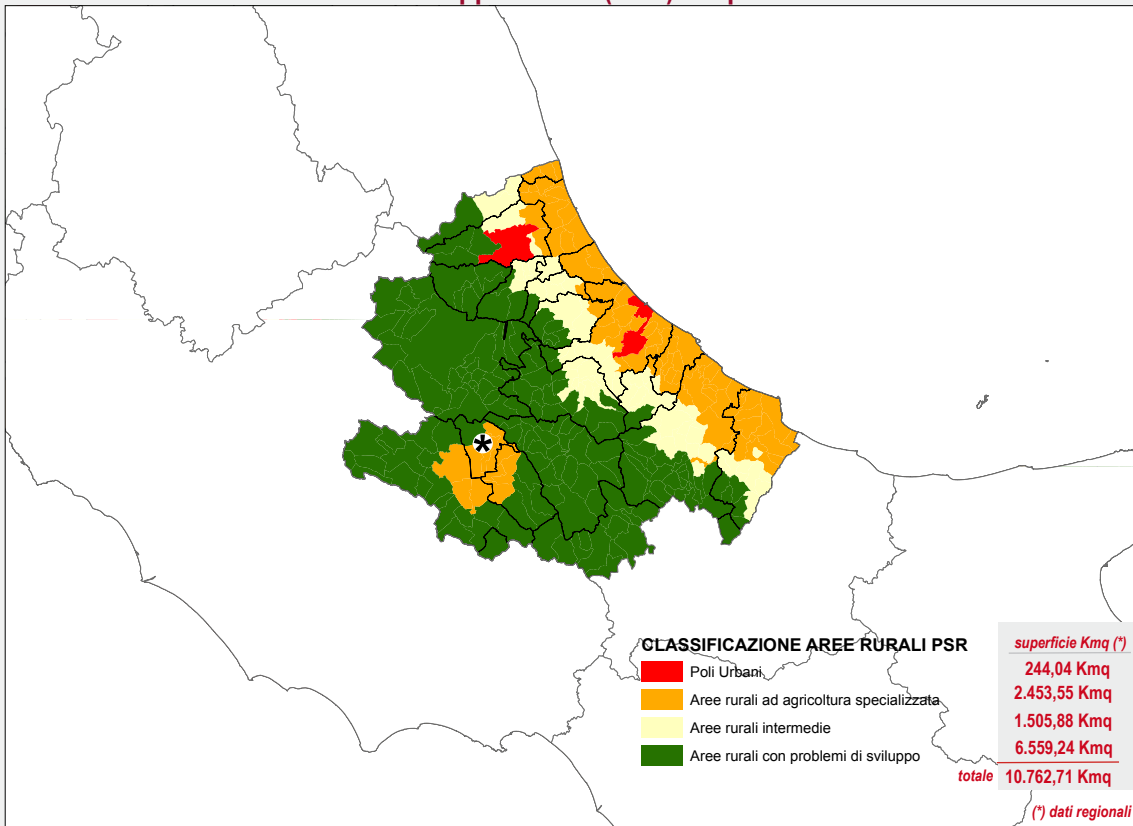 CLASSIFICAZIONE AREE RURALI PSR
superficie Kmq (*)
Poli Urbani
244,04 Kmq
Aree rurali ad agricoltura specializzata
2.453,55 Kmq
Aree rurali intermedie
1.505,88 Kmq
Aree rurali con problemi di sviluppo
6.559,24 Kmq
totale 10.762,71 Kmq
(*) dati regionali